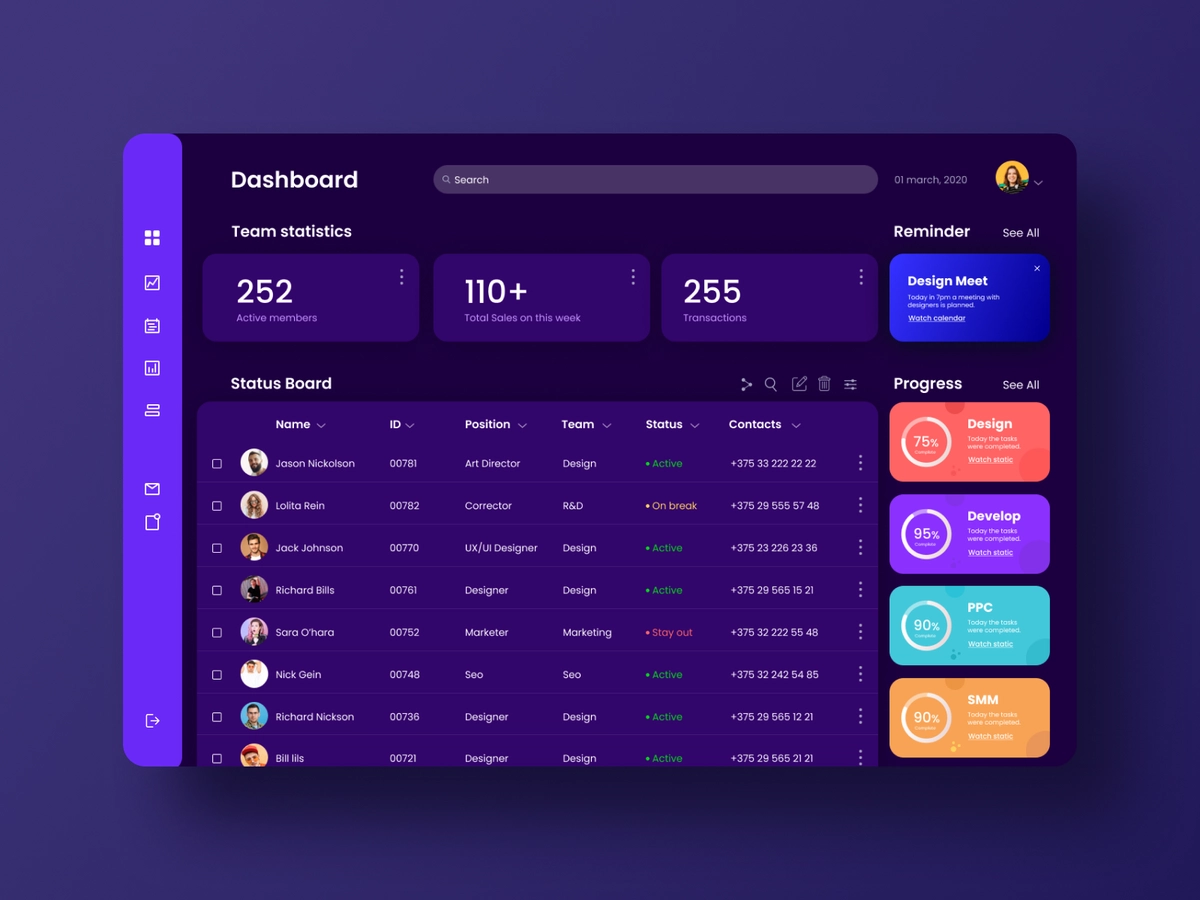 Dashboard
Search
01 march, 2020
Team statistics
Reminder
See All
252
Active members
110+
Total Sales on this week
255
Transactions
Design Meet
Today in 7pm a meeting with
designers is planned.
Watch calendar
Status Board
Progress
See All
Name ID Position Team Status Contacts
Jason Nickolson 00781 Art Director Design Active +375 33 222 22 22
Lolita Rein 00782 Corrector R&D On break +375 29 555 57 48
Jack Johnson 00770 UX/UI Designer Design Active +375 23 226 23 36
Richard Bills 00761 Designer Design Active +375 29 565 15 21
Sara O'hara 00752 Marketer Marketing Stay out +375 32 222 55 48
Nick Gein 00748 Seo Seo Active +375 32 242 54 85
Richard Nickson 00736 Designer Design Active +375 29 565 12 21
Bill lils 00721 Designer Design Active +375 29 565 21 21
75%
Complete
Design
Today the tasks
were completed.
Watch static
95%
Complete
Develop
Today the tasks
were completed.
Watch static
90%
Complete
PPC
Today the tasks
were completed.
Watch static
90%
Complete
SMM
Today the tasks
were completed.
Watch static